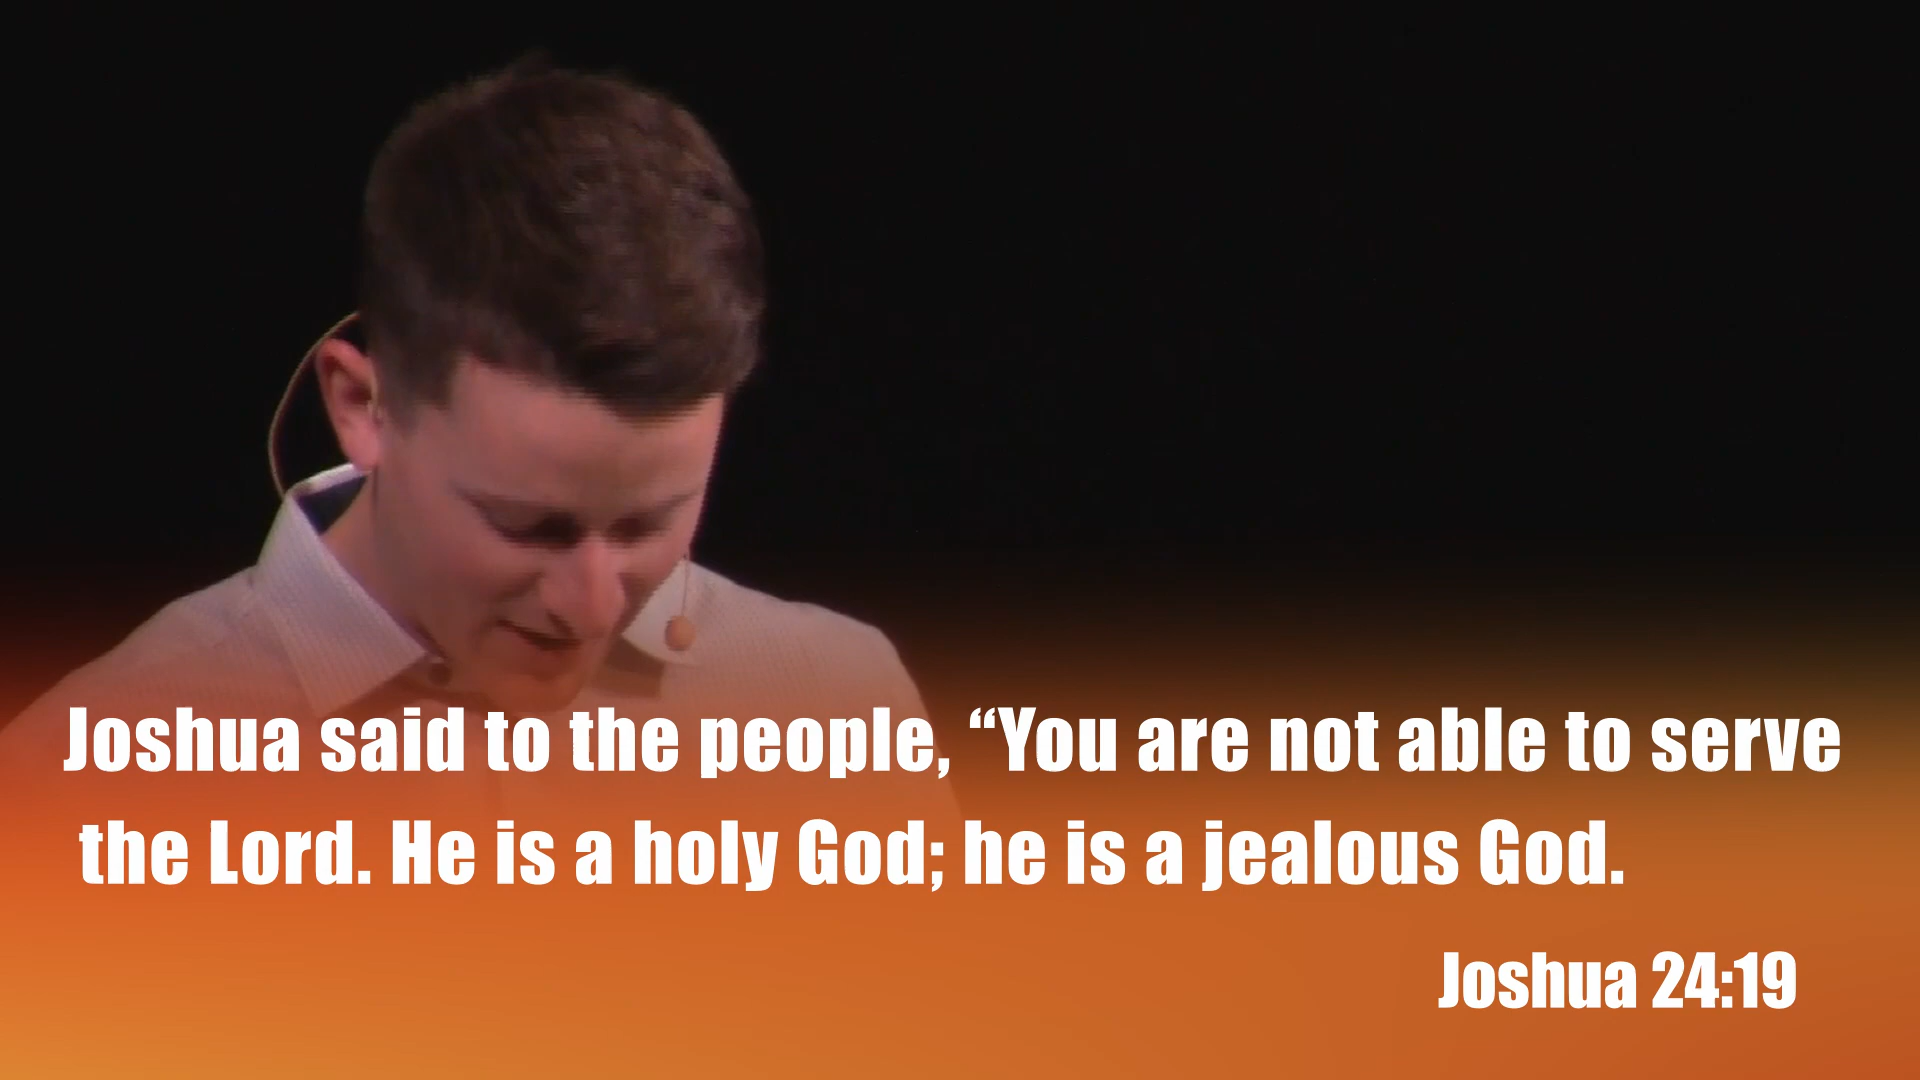 Joshua said to the people, “You are not able to serve
the Lord. He is a holy God; he is a jealous God.
Joshua 24:19